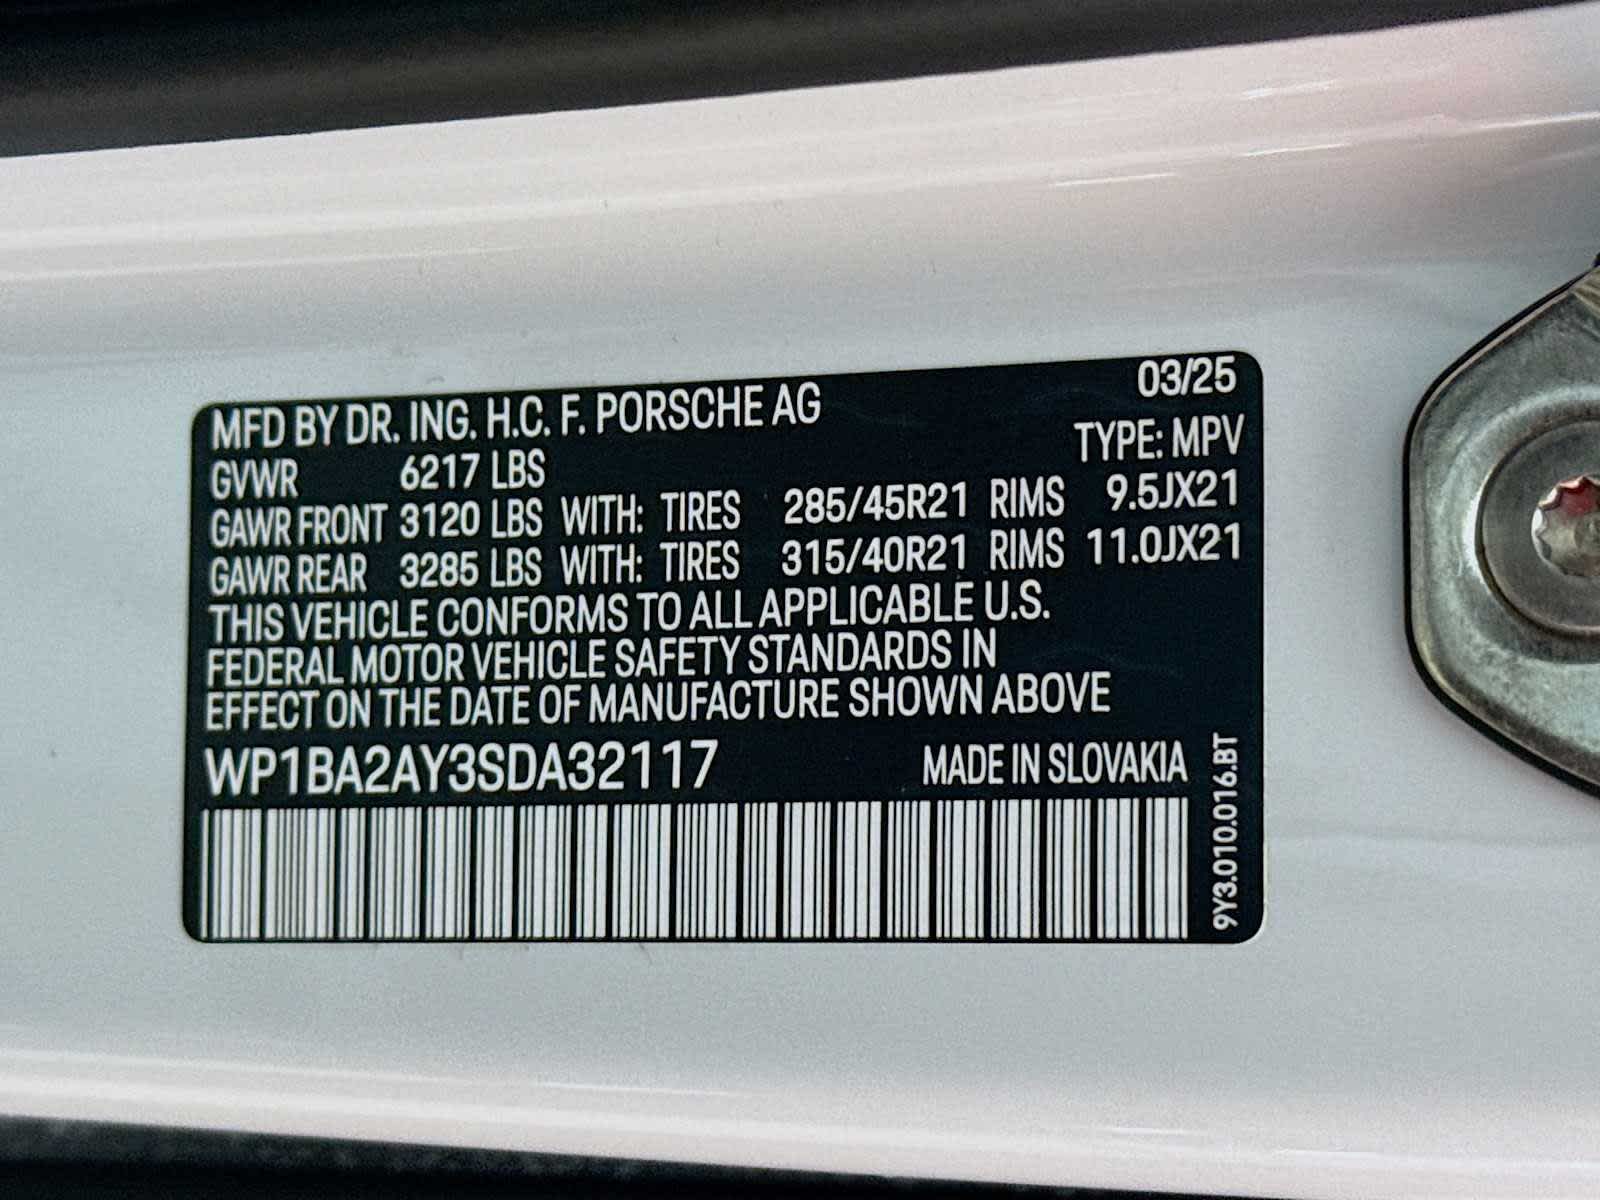 MFD BY DR. ING. H.C. F. PORSCHE AG 03/25
TYPE: MPV
GVWR 6217 LBS
GAWR FRONT 3120 LBS WITH: TIRES 285/45R21 RIMS 9.5JX21
GAWR REAR 3285 LBS WITH: TIRES 315/40R21 RIMS 11.0JX21
THIS VEHICLE CONFORMS TO ALL APPLICABLE U.S.
FEDERAL MOTOR VEHICLE SAFETY STANDARDS IN
EFFECT ON THE DATE OF MANUFACTURE SHOWN ABOVE
WP1BA2AY3SDA32117 MADE IN SLOVAKIA
9Y3.010.016.BT